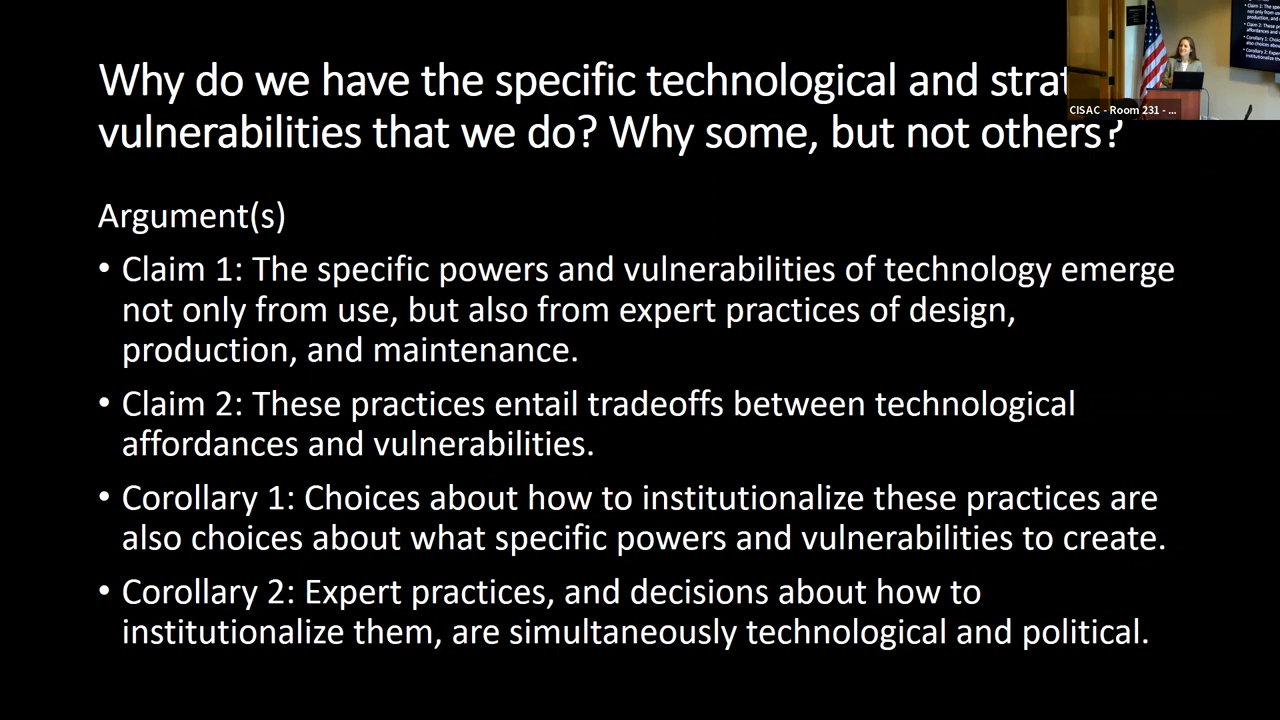 Why do we have the specific technological and strat
vulnerabilities that we do? Why some, but not others?
CISAC - Room 231 - ...
Argument(s)
• Claim 1: The specific powers and vulnerabilities of technology emerge
not only from use, but also from expert practices of design,
production, and maintenance.
• Claim 2: These practices entail tradeoffs between technological
affordances and vulnerabilities.
• Corollary 1: Choices about how to institutionalize these practices are
also choices about what specific powers and vulnerabilities to create.
• Corollary 2: Expert practices, and decisions about how to
institutionalize them, are simultaneously technological and political.